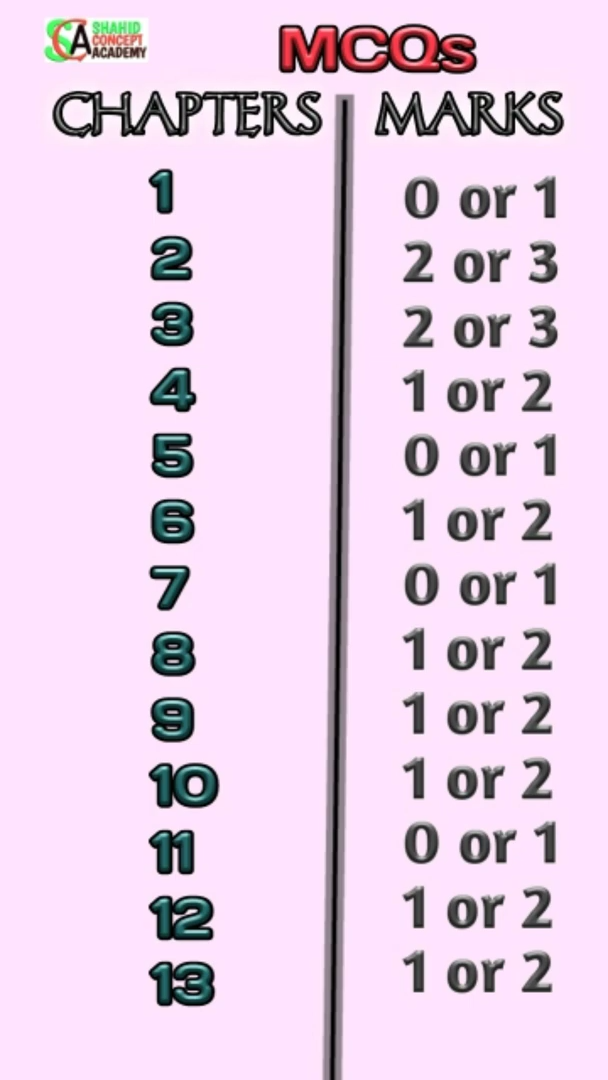 SCA SHAHID CONCEPT ACADEMY
MCQs
CHAPTERS MARKS
1 0 or 1
2 2 or 3
3 2 or 3
4 1 or 2
5 0 or 1
6 1 or 2
7 0 or 1
8 1 or 2
9 1 or 2
10 1 or 2
11 0 or 1
12 1 or 2
13 1 or 2